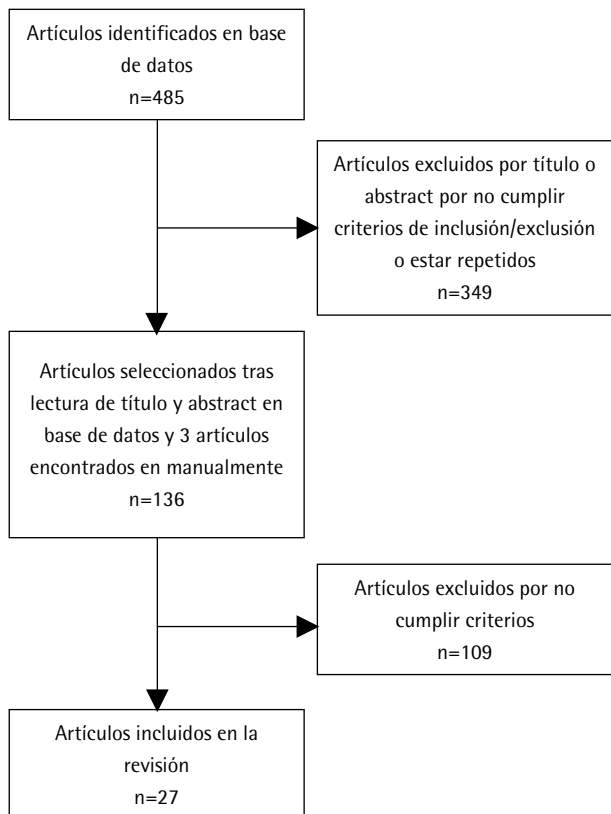 Artículos identificados en base
de datos
n=485
Artículos excluidos por título o
abstract por no cumplir
criterios de inclusión/exclusión
o estar repetidos
n=349
Artículos seleccionados tras
lectura de título y abstract en
base de datos y 3 artículos
encontrados en manualmente
n=136
Artículos excluidos por no
cumplir criterios
n=109
Artículos incluidos en la
revisión
n=27